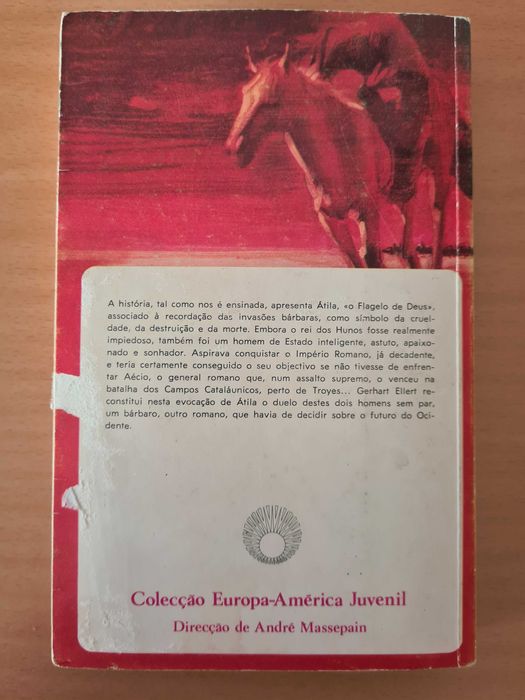 A história, tal como nos é ensinada, apresenta Átila, «o Flagelo de Deus»,
associado à recordação das invasões bárbaras, como símbolo da cruel-
dade, da destruição e da morte. Embora o rei dos Hunos fosse realmente
impiedoso, também foi um homem de Estado inteligente, astuto, apaixo-
nado e sonhador. Aspirava conquistar o Império Romano, já decadente,
e teria certamente conseguido o seu objectivo se não tivesse de enfren-
tar Aécio, o general romano que, num assalto supremo, o venceu na
batalha dos Campos Cataláunicos, perto de Troyes... Gerhart Ellert re-
constitui nesta evocação de Átila o duelo destes dois homens sem par,
um bárbaro, outro romano, que havia de decidir sobre o futuro do Oci-
dente.
Colecção Europa-América Juvenil
Direcção de André Massepain